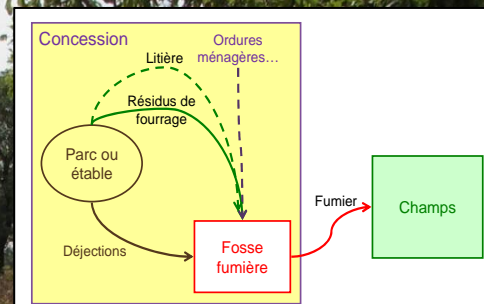 Concession
Ordures
ménagères…
Litière
Résidus de
fourrage
Parc ou
étable
Déjections
Fosse
fumière
Fumier
Champs